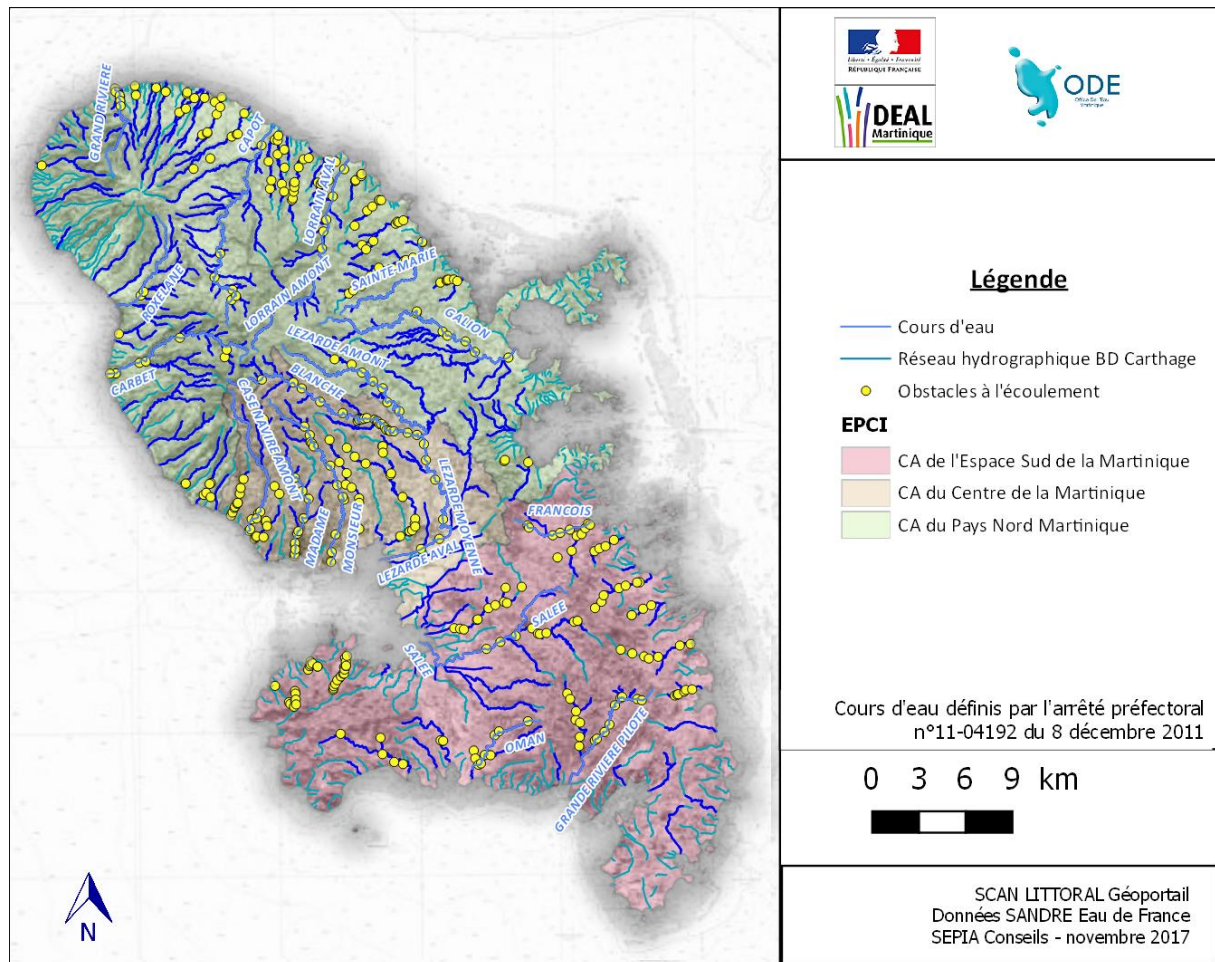 GRAND RIVIERE
CAPOT
LORRAIN AVAL
ROXELANE
LORRAIN AMONT
SAINTE-MARIE
GALION
LEZARDE AMONT
BLANCHE
CARBET
CASE NAVIRE AMONT
MADAME
MONSIEUR
LEZARDE MOYENNE
LEZARDE AVAL
FRANCOIS
SALEE
SALEE
OMAN
GRANDE RIVIERE PILOTE
N
Liberté • Égalité • Fraternité
RÉPUBLIQUE FRANÇAISE
DEAL
Martinique
ODE
Office De l'Eau
Martinique
Légende
Cours d'eau
Réseau hydrographique BD Carthage
Obstacles à l'écoulement
EPCI
CA de l'Espace Sud de la Martinique
CA du Centre de la Martinique
CA du Pays Nord Martinique
Cours d'eau définis par l'arrêté préfectoral
n°11-04192 du 8 décembre 2011
0 3 6 9 km
SCAN LITTORAL Géoportail
Données SANDRE Eau de France
SEPIA Conseils - novembre 2017